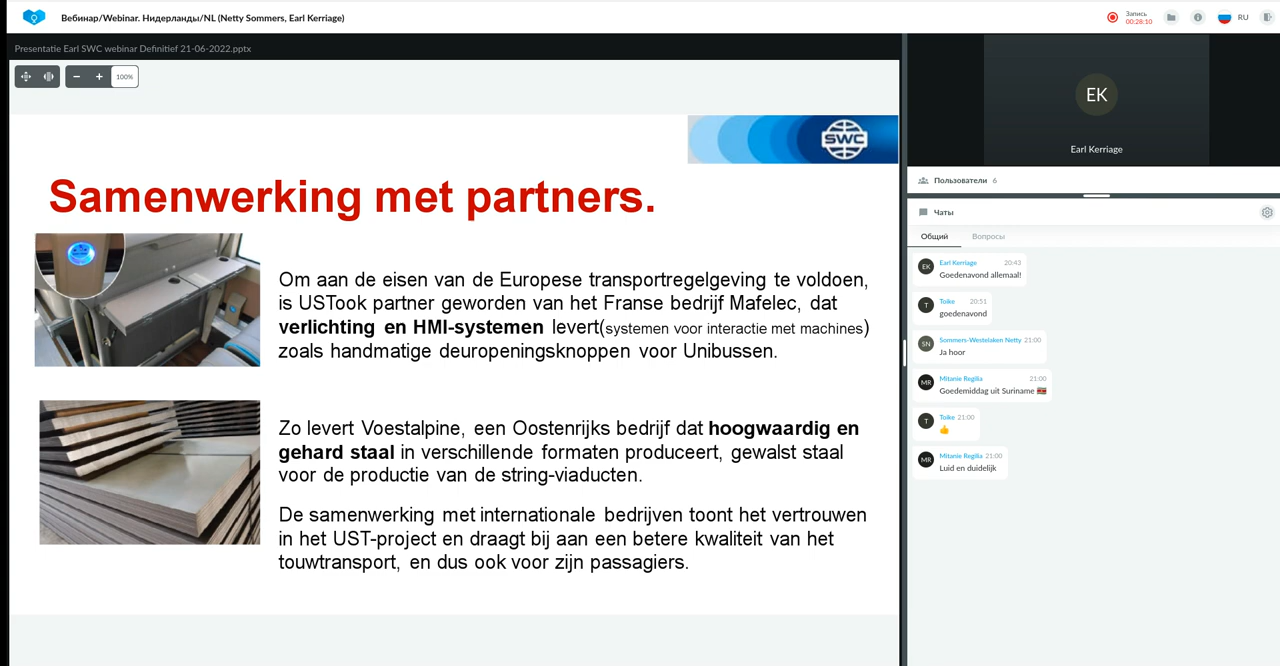 Вебинар/Webinar. Нидерланды/NL (Netty Sommers, Earl Kerriage)
Запись
00:28:10
RU
Presentatie Earl SWC webinar Definitief 21-06-2022.pptx
100%
SWC
Samenwerking met partners.
Om aan de eisen van de Europese transportregelgeving te voldoen,
is USTook partner geworden van het Franse bedrijf Mafelec, dat
verlichting en HMI-systemen levert(systemen voor interactie met machines)
zoals handmatige deuropeningsknoppen voor Unibussen.
Zo levert Voestalpine, een Oostenrijks bedrijf dat hoogwaardig en
gehard staal in verschillende formaten produceert, gewalst staal
voor de productie van de string-viaducten.
De samenwerking met internationale bedrijven toont het vertrouwen
in het UST-project en draagt bij aan een betere kwaliteit van het
touwtransport, en dus ook voor zijn passagiers.
EK
Earl Kerriage
Пользователи 6
Чаты
Общий Вопросы
EK Earl Kerriage 20:43
Goedenavond allemaal!
T Toike 20:51
goedenavond
SN Sommers-Westelaken Netty 21:00
Ja hoor
MR Mitanie Regilia 21:00
Goedemiddag uit Suriname 🇸🇷
T Toike 21:00
👍
MR Mitanie Regilia 21:00
Luid en duidelijk